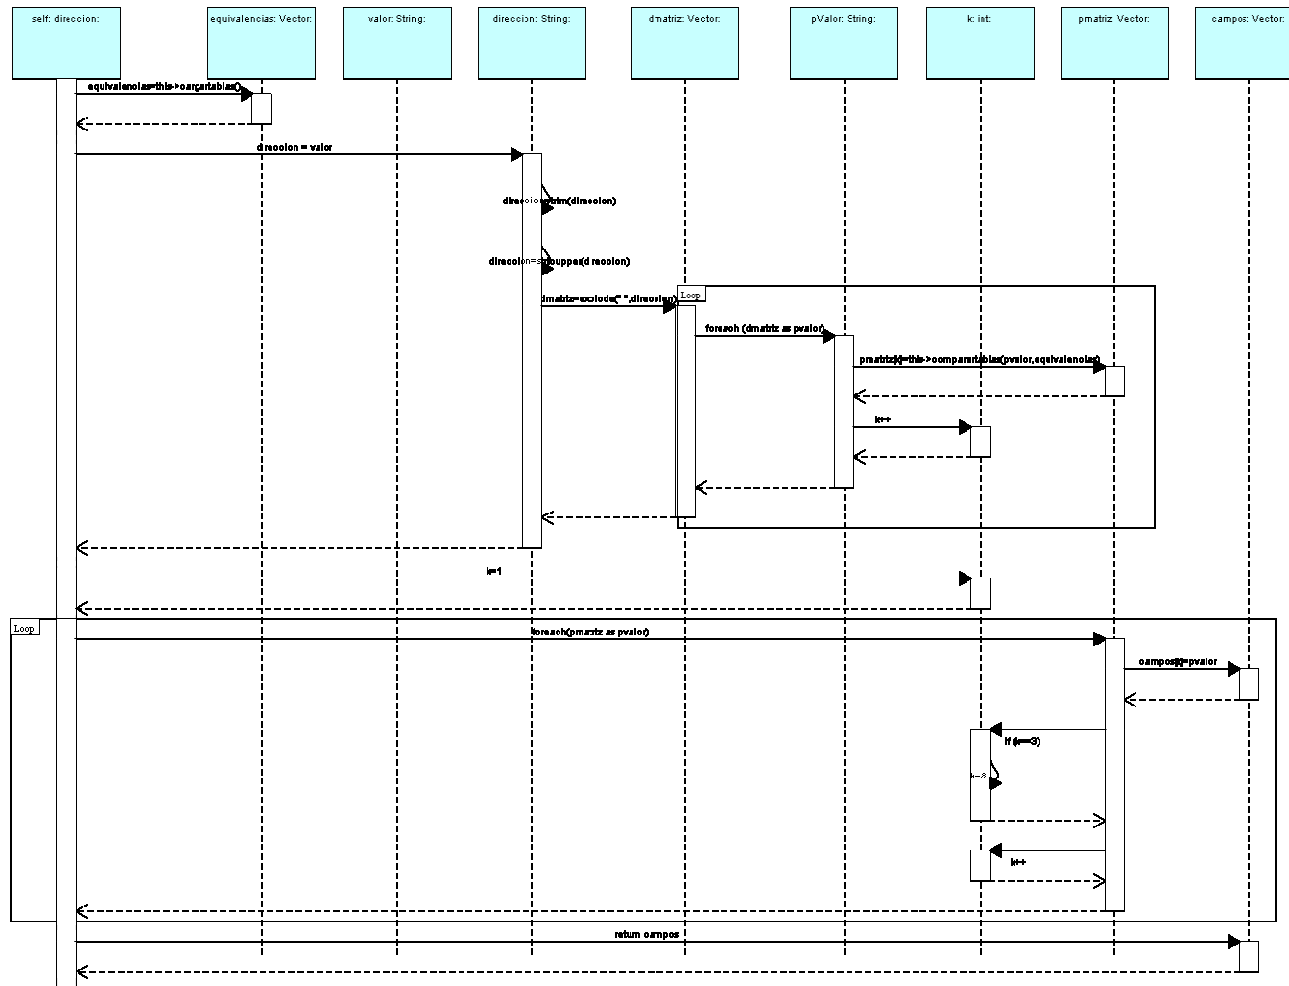 self: direccion:
equivalencias: Vector:
valor: String:
direccion: String:
dmatriz: Vector:
pValor: String:
k: int:
pmatriz: Vector:
campos: Vector:
equivalencias=this->cargartablas()
direccion = valor
direccion=trim(direccion)
direccion=strtoupper(direccion)
dmatriz=explode(" ",direccion)
Loop
foreach (dmatriz as pvalor)
pmatriz[k]=this->comparartablas(pvalor,equivalencias)
k++
k=1
Loop
foreach(pmatriz as pvalor)
campos[k]=pvalor
if (k==3)
k++
return campos